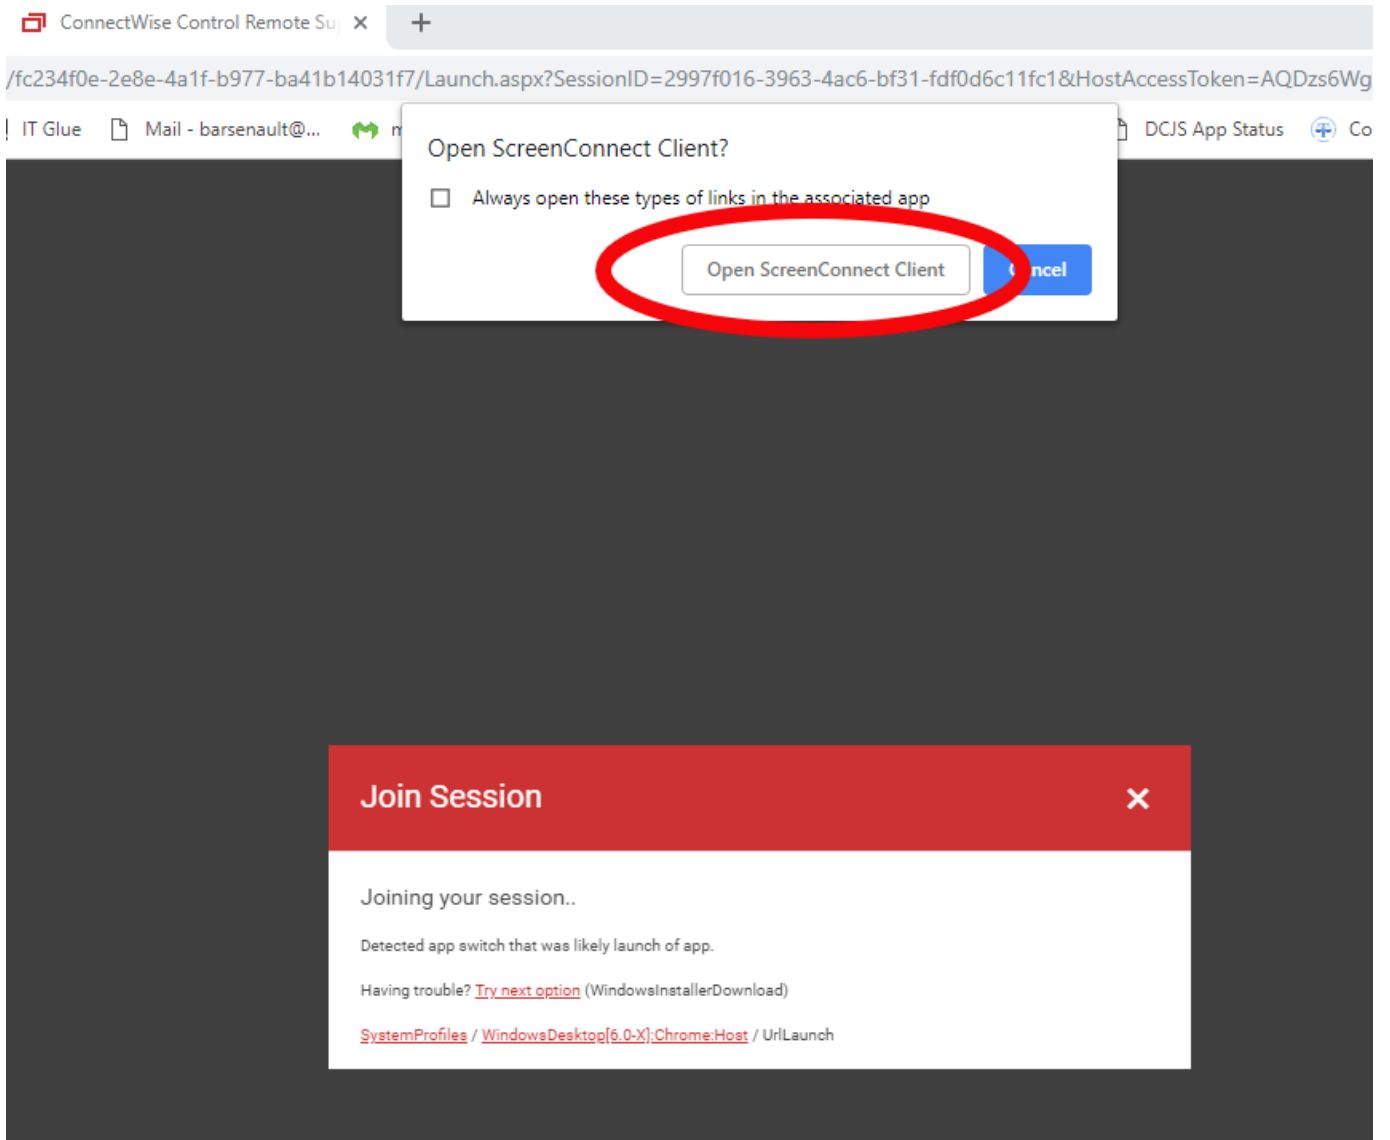 ConnectWise Control Remote Su
/fc234f0e-2e8e-4a1f-b977-ba41b14031f7/Launch.aspx?SessionID=2997f016-3963-4ac6-bf31-fdf0d6c11fc1&HostAccessToken=AQDzs6Wg
IT Glue Mail - barsenault@... m DCJS App Status Co
Open ScreenConnect Client?
Always open these types of links in the associated app
Open ScreenConnect Client Cancel
Join Session
Joining your session..
Detected app switch that was likely launch of app.
Having trouble? Try next option (WindowsInstallerDownload)
SystemProfiles / WindowsDesktop[6.0-X]:Chrome:Host / UrlLaunch